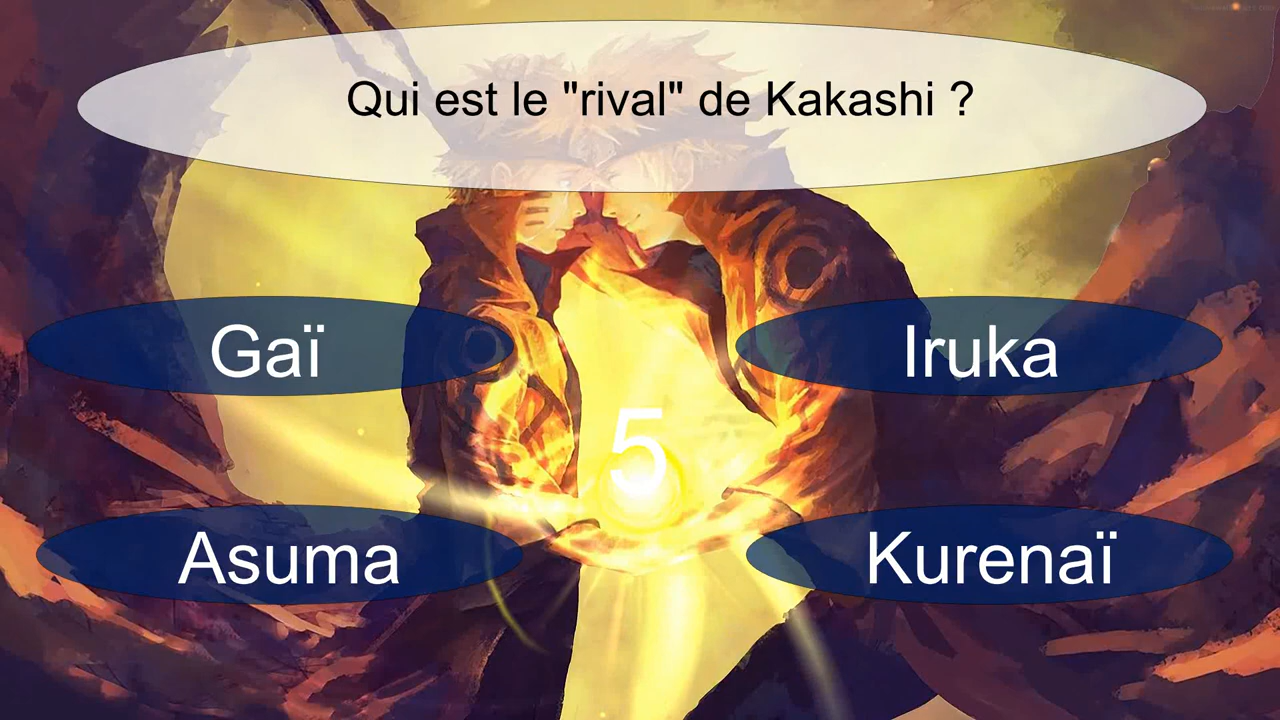 Qui est le "rival" de Kakashi ?
Gaï
Iruka
5
Asuma
Kurenaï